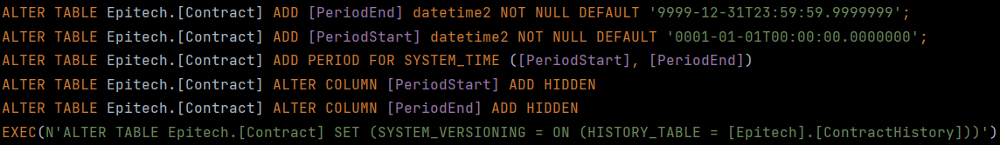 ALTER TABLE Epitech.[Contract] ADD [PeriodEnd] datetime2 NOT NULL DEFAULT '9999-12-31T23:59:59.9999999';
ALTER TABLE Epitech.[Contract] ADD [PeriodStart] datetime2 NOT NULL DEFAULT '0001-01-01T00:00:00.0000000';
ALTER TABLE Epitech.[Contract] ADD PERIOD FOR SYSTEM_TIME ([PeriodStart], [PeriodEnd])
ALTER TABLE Epitech.[Contract] ALTER COLUMN [PeriodStart] ADD HIDDEN
ALTER TABLE Epitech.[Contract] ALTER COLUMN [PeriodEnd] ADD HIDDEN
EXEC(N'ALTER TABLE Epitech.[Contract] SET (SYSTEM_VERSIONING = ON (HISTORY_TABLE = [Epitech].[ContractHistory]))')